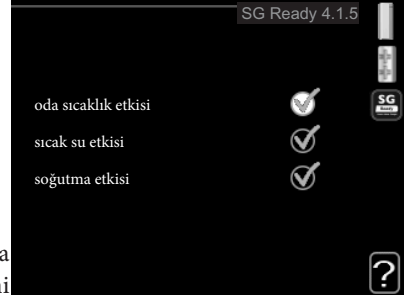 SG Ready 4.1.5
oda sıcaklık etkisi
SG
Ready
sıcak su etkisi
soğutma etkisi
a
?